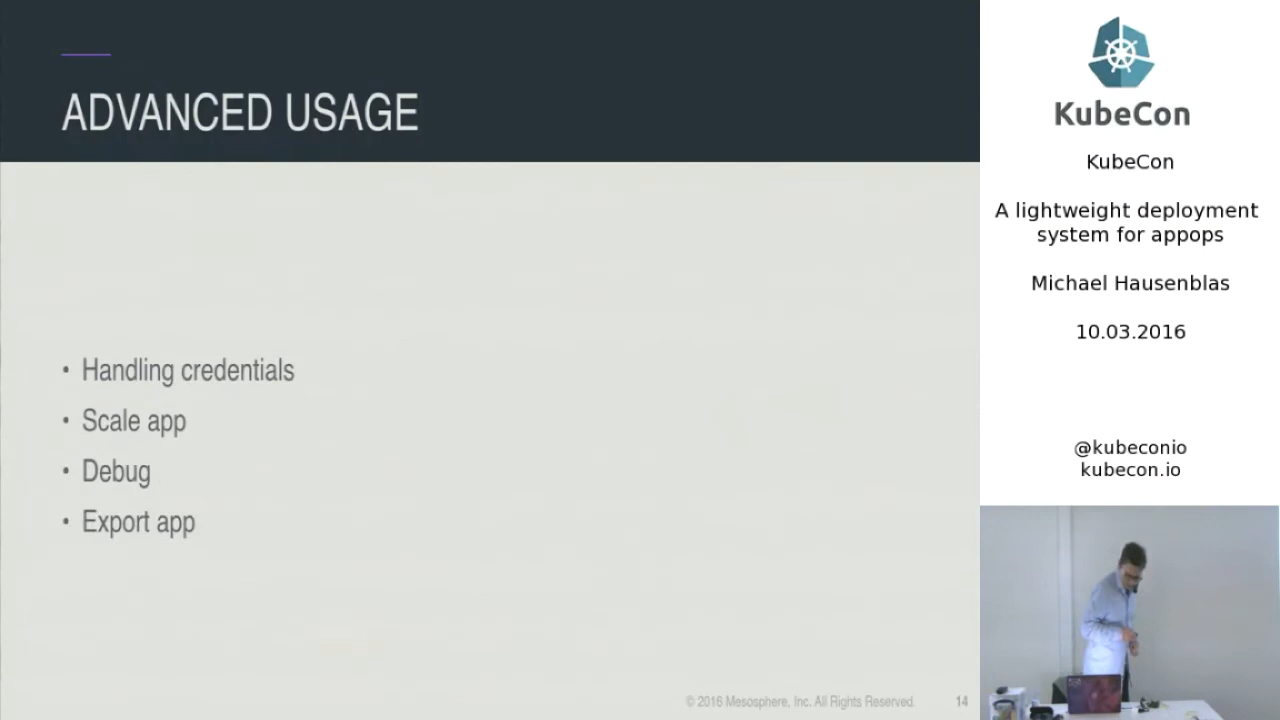 ADVANCED USAGE
• Handling credentials
• Scale app
• Debug
• Export app
© 2016 Mesosphere, Inc. All Rights Reserved.
14
KubeCon
KubeCon
A lightweight deployment
system for appops
Michael Hausenblas
10.03.2016
@kubeconio
kubecon.io